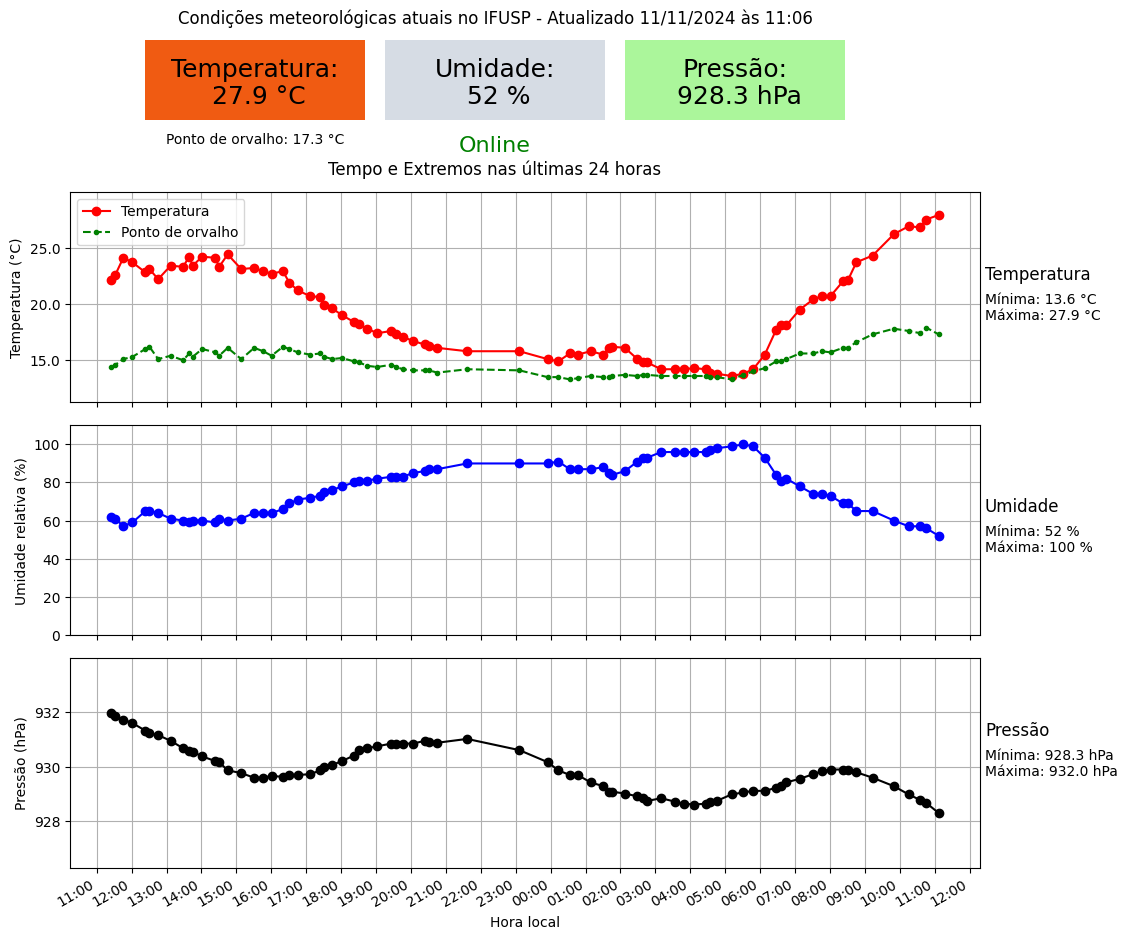 Condições meteorológicas atuais no IFUSP - Atualizado 11/11/2024 às 11:06
Temperatura:
27.9 °C
Umidade:
52 %
Pressão:
928.3 hPa
Ponto de orvalho: 17.3 °C
Online
Tempo e Extremos nas últimas 24 horas
Temperatura
Ponto de orvalho
Temperatura (°C)
25.0
20.0
15.0
Temperatura
Mínima: 13.6 °C
Máxima: 27.9 °C
Umidade relativa (%)
100
80
60
40
20
0
Umidade
Mínima: 52 %
Máxima: 100 %
Pressão (hPa)
932
930
928
Pressão
Mínima: 928.3 hPa
Máxima: 932.0 hPa
11:00 12:00 13:00 14:00 15:00 16:00 17:00 18:00 19:00 20:00 21:00 22:00 23:00 00:00 01:00 02:00 03:00 04:00 05:00 06:00 07:00 08:00 09:00 10:00 11:00 12:00
Hora local